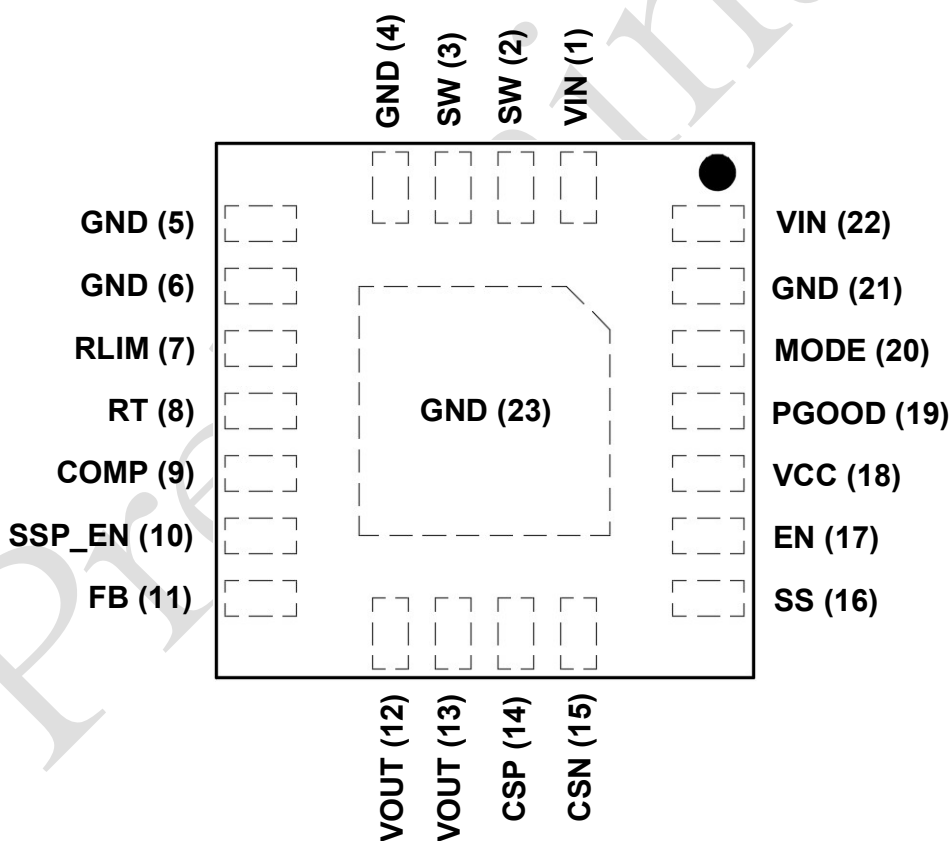 GND (4)
SW (3)
SW (2)
VIN (1)
GND (5)
GND (6)
RLIM (7)
RT (8)
COMP (9)
SSP_EN (10)
FB (11)
GND (23)
VIN (22)
GND (21)
MODE (20)
PGOOD (19)
VCC (18)
EN (17)
SS (16)
VOUT (12)
VOUT (13)
CSP (14)
CSN (15)